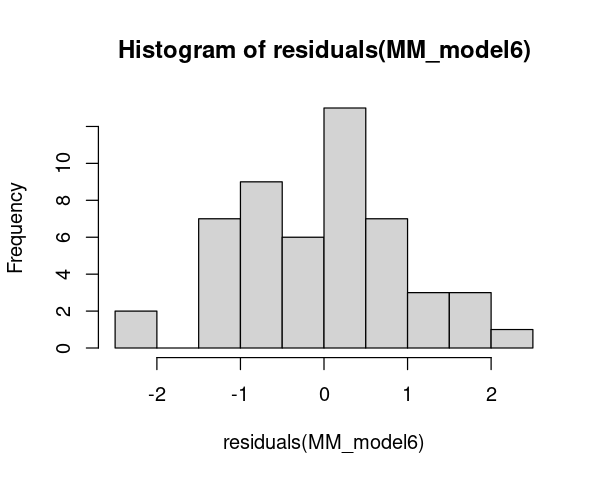 Histogram of residuals(MM_model6)
Frequency
10
8
6
4
2
0
-2 -1 0 1 2
residuals(MM_model6)